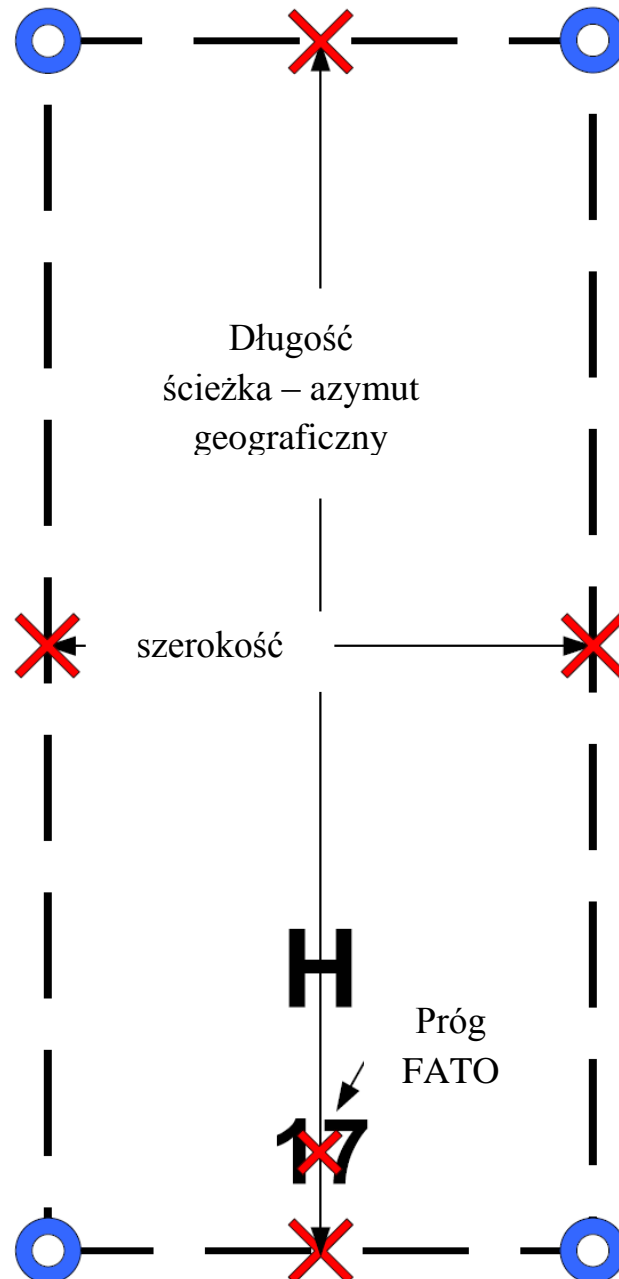 Długość
ścieżka – azymut
geograficzny
szerokość
H
Próg
FATO
17